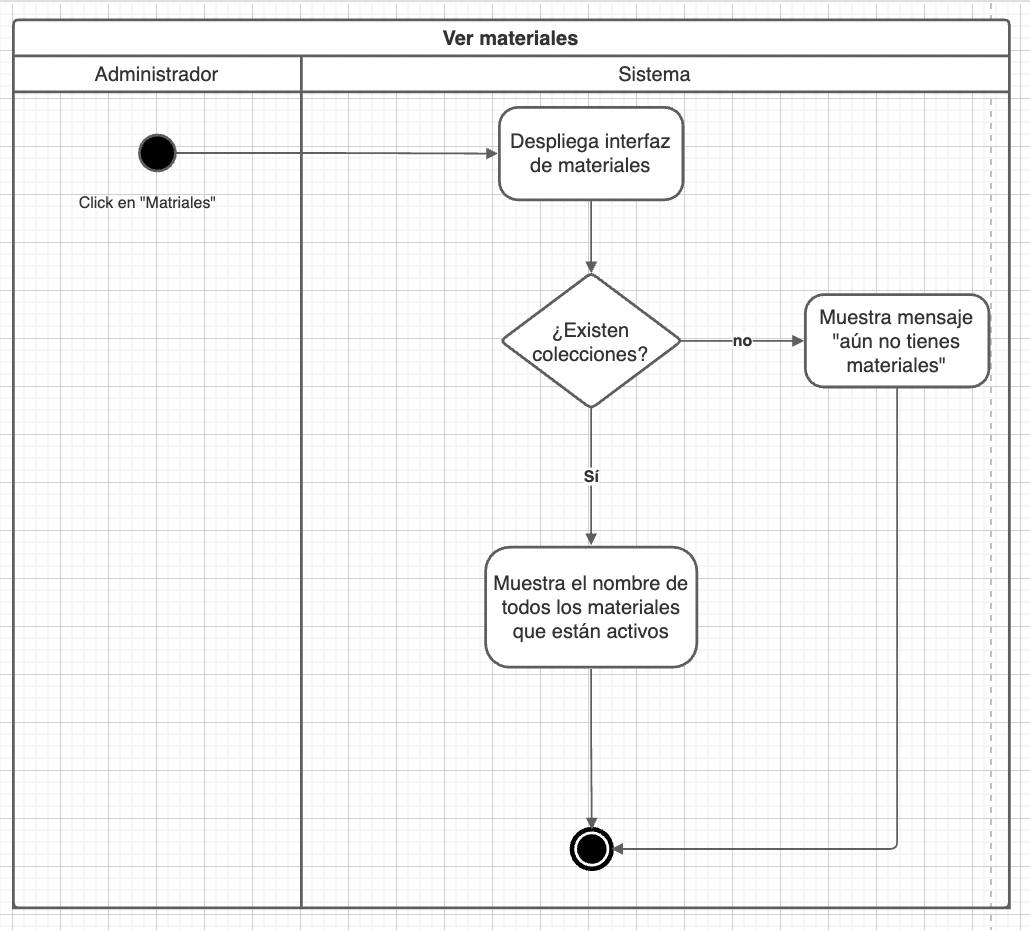 Ver materiales
Administrador
Sistema
Despliega interfaz
de materiales
Click en "Matriales"
¿Existen
colecciones?
no
Muestra mensaje
"aún no tienes
materiales"
Sí
Muestra el nombre de
todos los materiales
que están activos